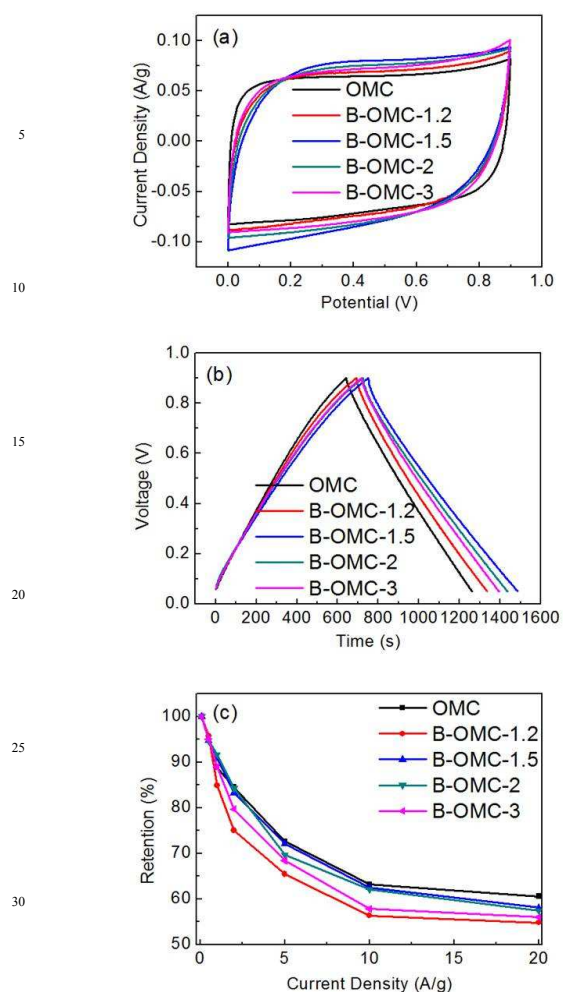 (a)
0.10
0.05
0.00
-0.05
-0.10
Current Density (A/g)
OMC
B-OMC-1.2
B-OMC-1.5
B-OMC-2
B-OMC-3
0.0 0.2 0.4 0.6 0.8 1.0
Potential (V)
5
10
(b)
1.0
0.8
0.6
0.4
0.2
0.0
Voltage (V)
OMC
B-OMC-1.2
B-OMC-1.5
B-OMC-2
B-OMC-3
0 200 400 600 800 1000 1200 1400 1600
Time (s)
15
20
(c)
100
90
80
70
60
50
Retention (%)
OMC
B-OMC-1.2
B-OMC-1.5
B-OMC-2
B-OMC-3
0 5 10 15 20
Current Density (A/g)
25
30